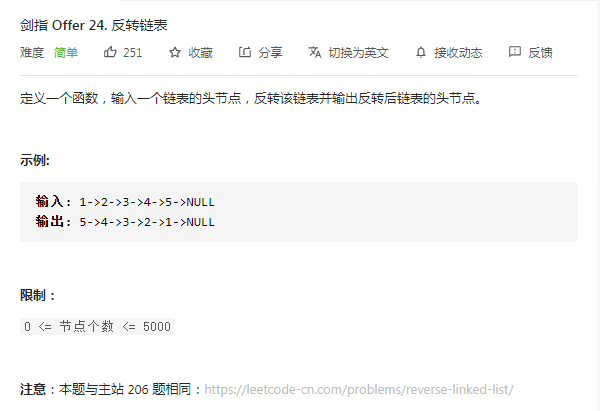 剑指 Offer 24. 反转链表
难度 简单 251 收藏 分享 切换为英文 接收动态 反馈
定义一个函数，输入一个链表的头节点，反转该链表并输出反转后链表的头节点。
示例:
输入: 1->2->3->4->5->NULL
输出: 5->4->3->2->1->NULL
限制：
0 <= 节点个数 <= 5000
注意：本题与主站 206 题相同：https://leetcode-cn.com/problems/reverse-linked-list/